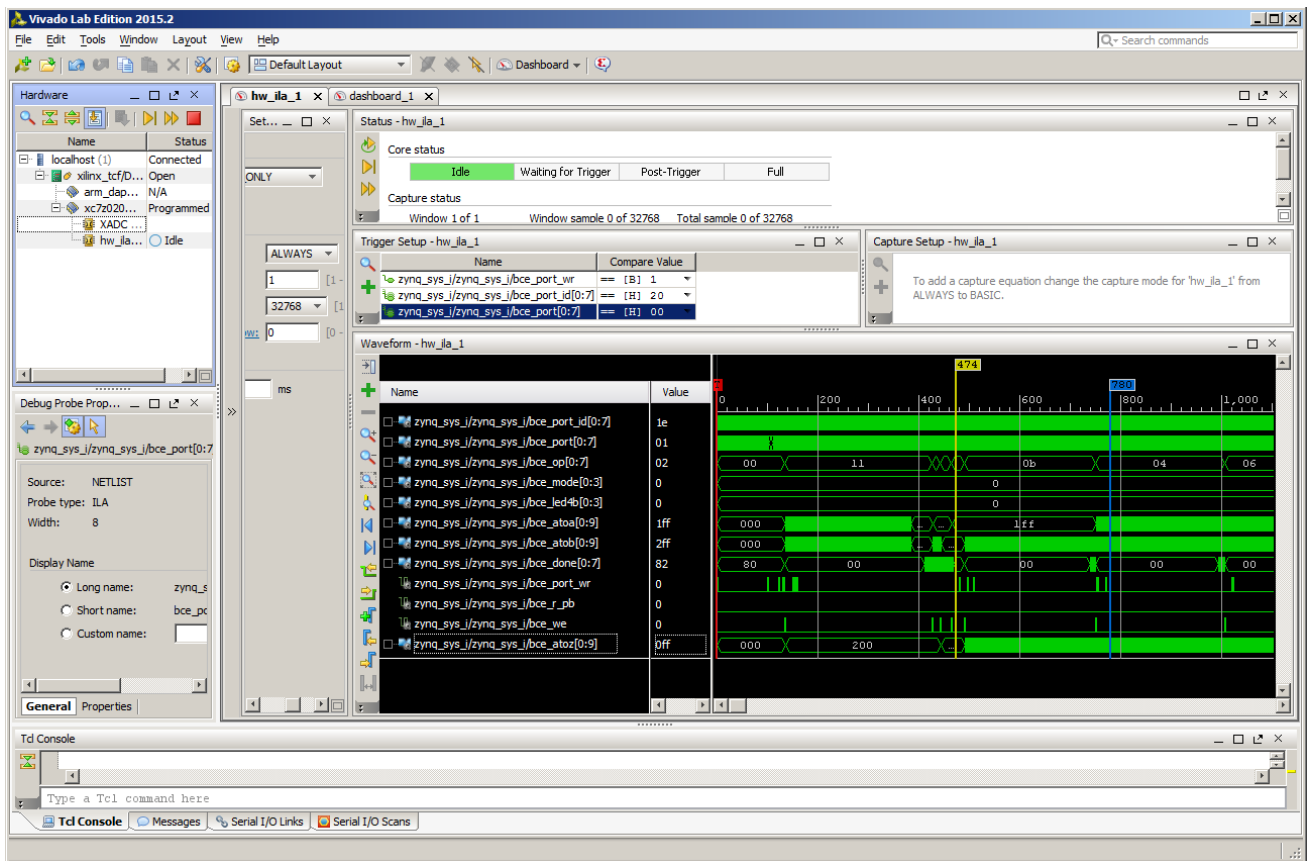 Vivado Lab Edition 2015.2
File Edit Tools Window Layout View Help
Search commands
Default Layout
Dashboard
Hardware
Name Status
localhost (1) Connected
xilinx_tcf/D... Open
arm_dap... N/A
xc7z020... Programmed
XADC ...
hw_ila... Idle
Debug Probe Prop...
zynq_sys_i/zynq_sys_i/bce_port[0:7]
Source: NETLIST
Probe type: ILA
Width: 8
Display Name
Long name: zynq_s
Short name: bce_po
Custom name:
General Properties
hw_ila_1 dashboard_1
Set...
ONLY
ALWAYS
1 [1 -
32768 [1
ow: 0 [0 -
ms
Status - hw_ila_1
Core status
Idle Waiting for Trigger Post-Trigger Full
Capture status
Window 1 of 1 Window sample 0 of 32768 Total sample 0 of 32768
Trigger Setup - hw_ila_1
Name Compare Value
zynq_sys_i/zynq_sys_i/bce_port_wr == [B] 1
zynq_sys_i/zynq_sys_i/bce_port_id[0:7] == [H] 20
zynq_sys_i/zynq_sys_i/bce_port[0:7] == [H] 00
Capture Setup - hw_ila_1
To add a capture equation change the capture mode for 'hw_ila_1' from
ALWAYS to BASIC.
Waveform - hw_ila_1
474
780
Name Value
0 200 400 600 800 1,000
zynq_sys_i/zynq_sys_i/bce_port_id[0:7] 1e
zynq_sys_i/zynq_sys_i/bce_port[0:7] 01
zynq_sys_i/zynq_sys_i/bce_op[0:7] 02 00 11 0b 04 06
zynq_sys_i/zynq_sys_i/bce_mode[0:3] 0 0
zynq_sys_i/zynq_sys_i/bce_led4b[0:3] 0 0
zynq_sys_i/zynq_sys_i/bce_atoa[0:9] 1ff 000 ... ... 1ff
zynq_sys_i/zynq_sys_i/bce_atob[0:9] 2ff 000 ... ...
zynq_sys_i/zynq_sys_i/bce_done[0:7] 82 80 00 00 00 00
zynq_sys_i/zynq_sys_i/bce_port_wr 0
zynq_sys_i/zynq_sys_i/bce_r_pb 0
zynq_sys_i/zynq_sys_i/bce_we 0
zynq_sys_i/zynq_sys_i/bce_atoz[0:9] 0ff 000 200 ...
Tcl Console
Type a Tcl command here
Tcl Console Messages Serial I/O Links Serial I/O Scans